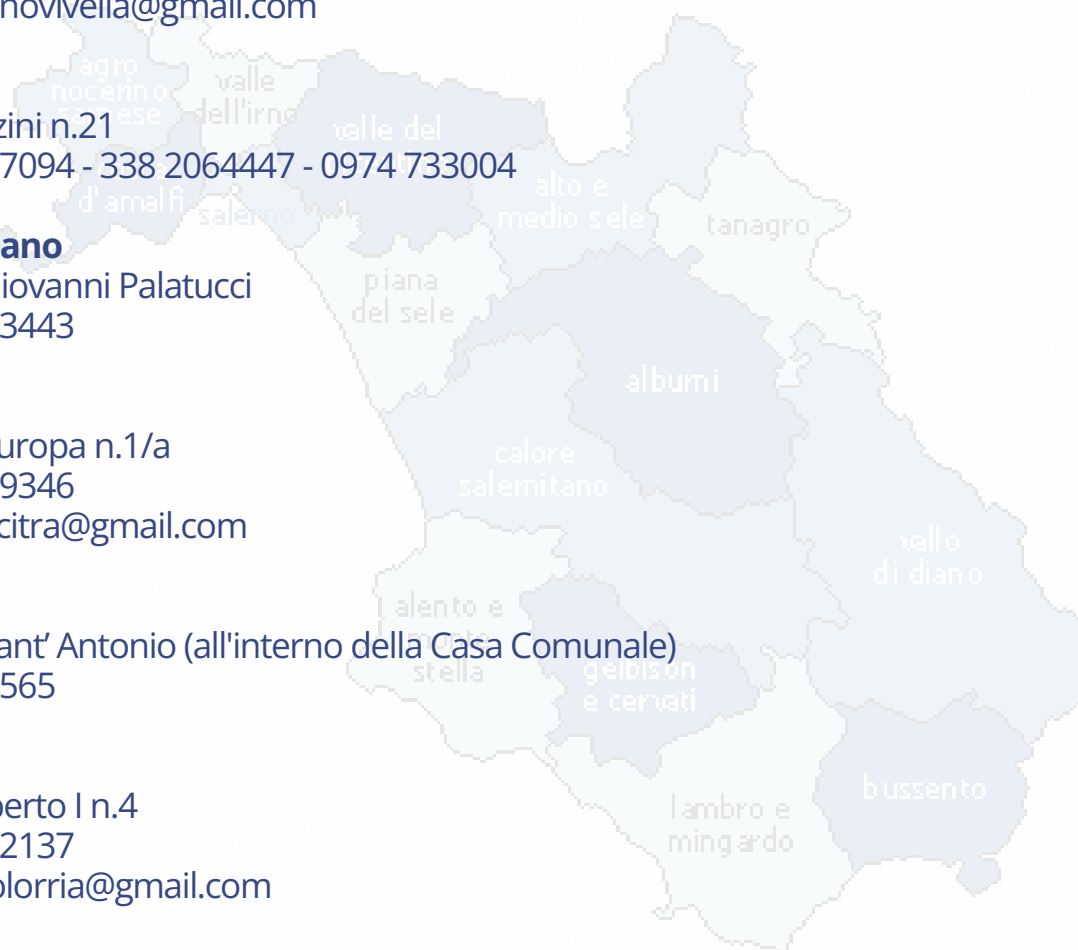 novivella@gmail.com
zini n.21
7094 - 338 2064447 - 0974 733004
ano
iovanni Palatucci
3443
uropa n.1/a
9346
citra@gmail.com
ant’ Antonio (all'interno della Casa Comunale)
565
erto I n.4
2137
olorria@gmail.com
agro
nocerino
sarnese
valle
dell'irno
valle del
d'amalfi
salerno
alto e
medio sele
tanagro
piana
del sele
alburni
calore
salernitano
vallo
di diano
alento e
monte
stella
gelbison
e cervati
bussento
lambro e
mingardo